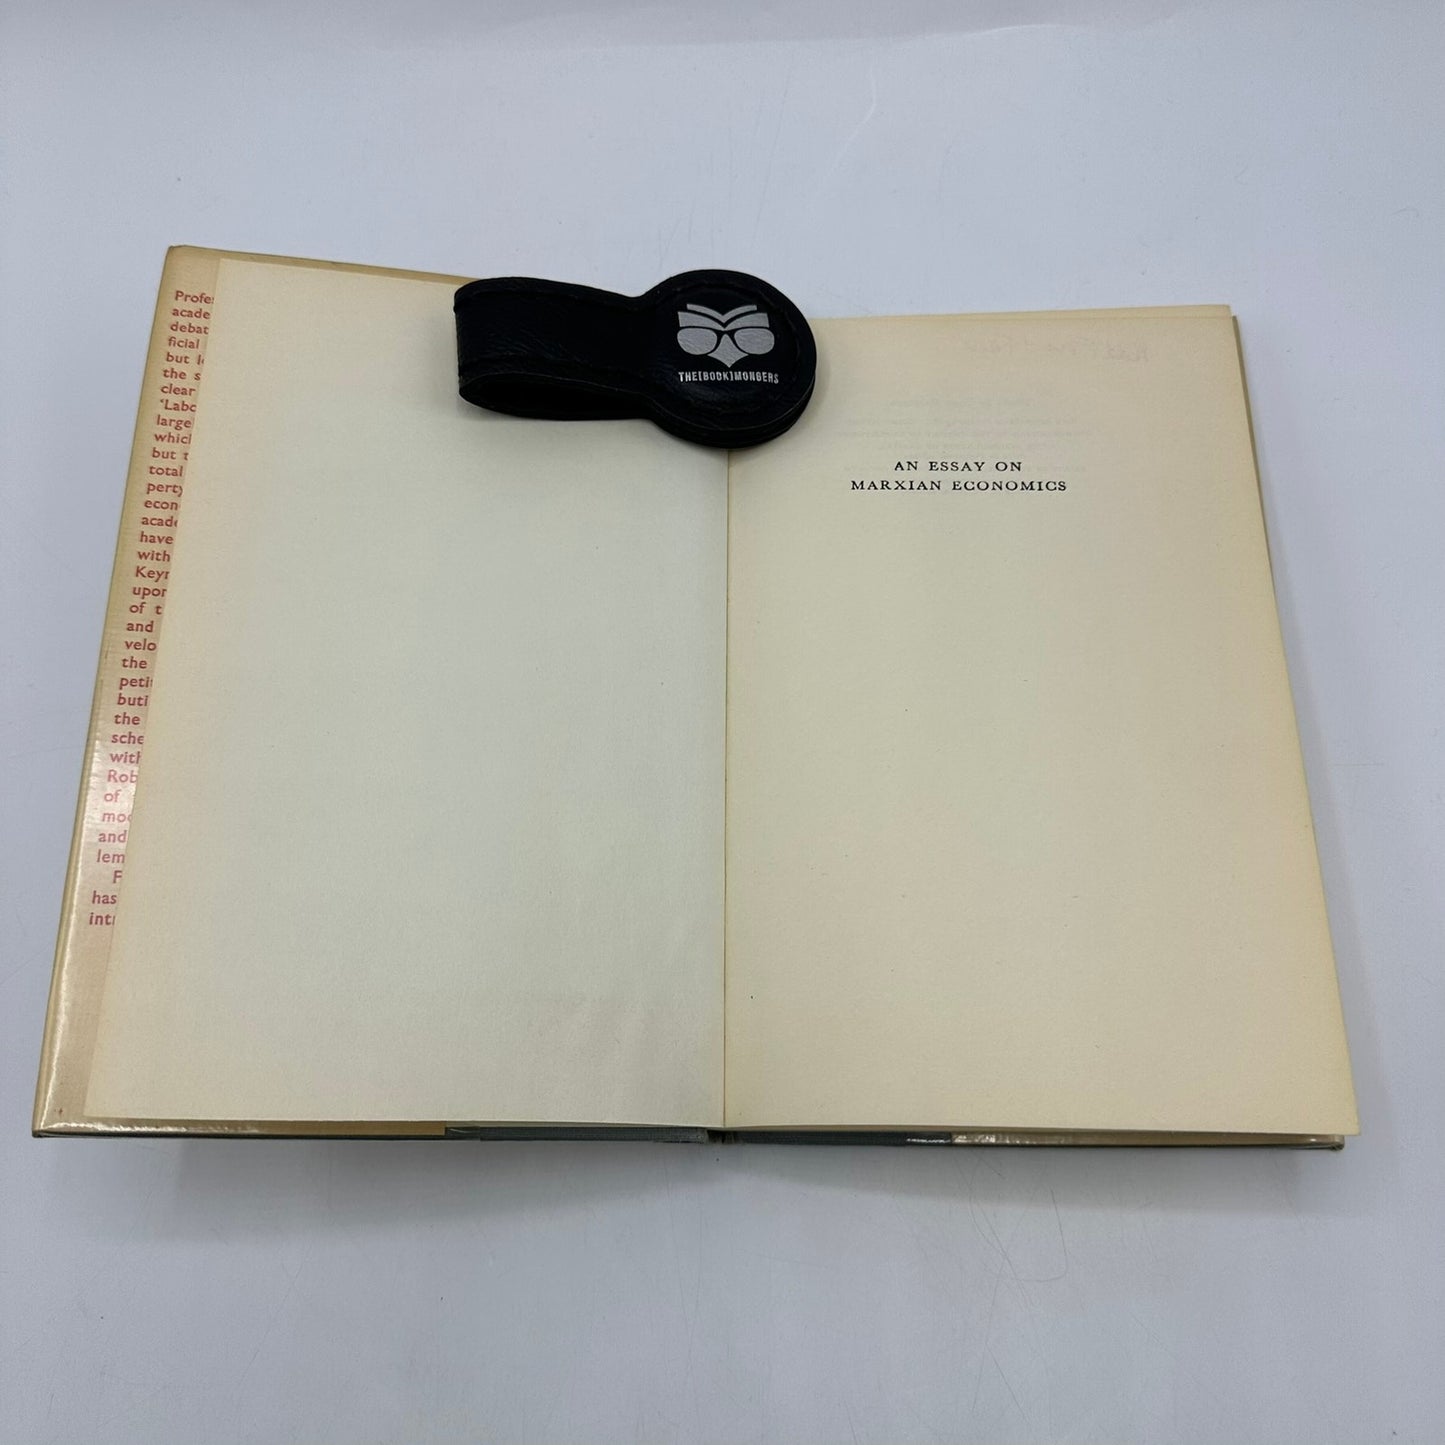 Profe
acade
debat
ficial
but l
the s
clear
'Labo
large
which
but t
total
perty
econ
acade
have
with
Keyn
upon
of t
and
velo
the
petit
buti
the
sche
with
Rob
of
mod
and
lem
F
has
intr
THE[BOOK]MONGERS
AN ESSAY ON
MARXIAN ECONOMICS